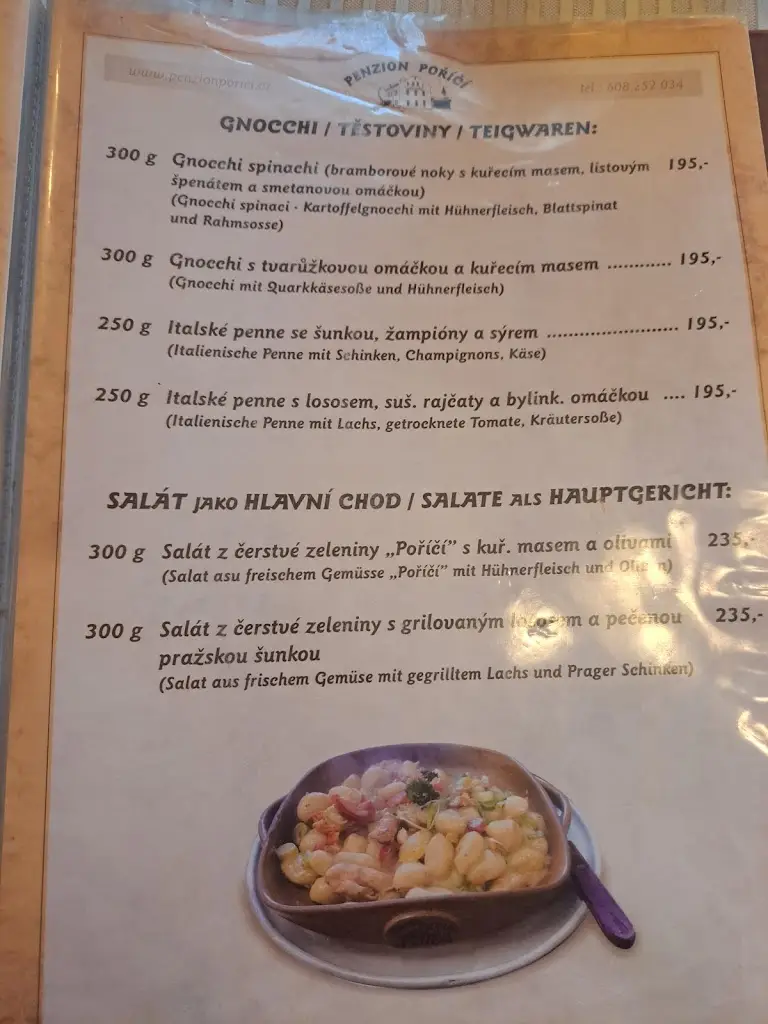 PENZION POŘÍČÍ
tel.: 608 252 034
GNOCCHI / TĚSTOVINY / TEIGWAREN:
300 g Gnocchi spinachi (bramborové noky s kuřecím masem, listovým 195,-
špenátem a smetanovou omáčkou)
(Gnocchi spinaci - Kartoffelgnocchi mit Hühnerfleisch, Blattspinat
und Rahmsosse)
300 g Gnocchi s tvarůžkovou omáčkou a kuřecím masem ............ 195,-
(Gnocchi mit Quarkkäsesoße und Hühnerfleisch)
250 g Italské penne se šunkou, žampióny a sýrem ......................... 195,-
(Italienische Penne mit Schinken, Champignons, Käse)
250 g Italské penne s lososem, suš. rajčaty a bylink. omáčkou .... 195,-
(Italienische Penne mit Lachs, getrocknete Tomate, Kräutersoße)
SALÁT JAKO HLAVNÍ CHOD / SALATE ALS HAUPTGERICHT:
300 g Salát z čerstvé zeleniny „Poříčí” s kuř. masem a olivami 235,-
(Salat asu freischem Gemüsse „Poříčí” mit Hühnerfleisch und
300 g Salát z čerstvé zeleniny s grilovaným lososem a pečenou 235,-
pražskou šunkou
(Salat aus frischem Gemüse mit gegrilltem Lachs und Prager Schinken)